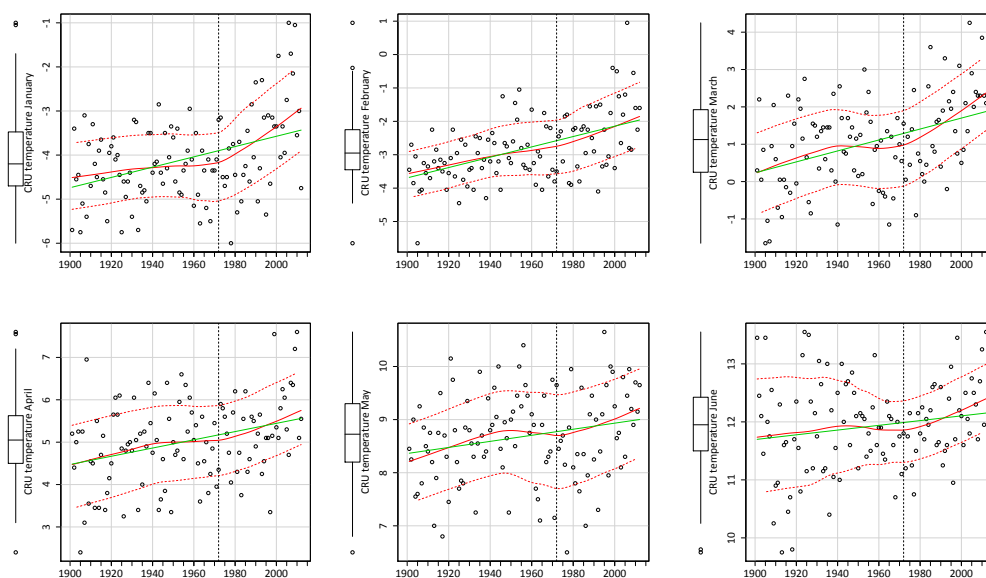 CRU temperature January
-1
-2
-3
-4
-5
-6
1900 1920 1940 1960 1980 2000
CRU temperature February
1
0
-1
-2
-3
-4
-5
1900 1920 1940 1960 1980 2000
CRU temperature March
4
3
2
1
0
-1
1900 1920 1940 1960 1980 2000
CRU temperature April
7
6
5
4
3
1900 1920 1940 1960 1980 2000
CRU temperature May
10
9
8
7
1900 1920 1940 1960 1980 2000
CRU temperature June
13
12
11
10
1900 1920 1940 1960 1980 2000